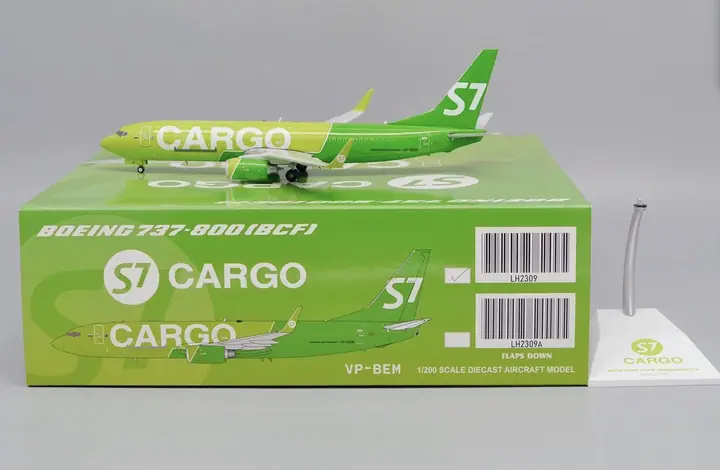 S7
CARGO
BOEING 737-800(BCF)
S7 CARGO
LH2309
S7
CARGO
LH2309A
FLAPS DOWN
VP-BEM
1/200 SCALE DIECAST AIRCRAFT MODEL
S7
CARGO